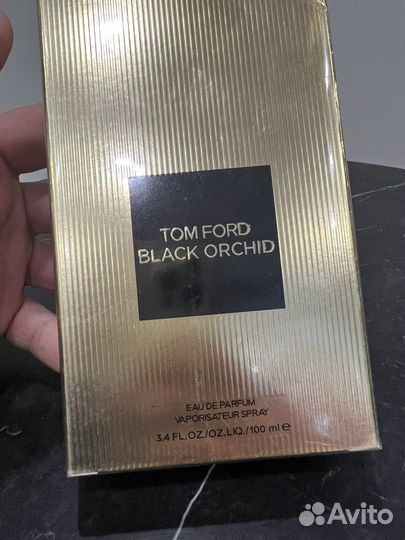 TOM FORD
BLACK ORCHID
EAU DE PARFUM
VAPORISATEUR SPRAY
3.4 FL.OZ./OZ.LIQ./100 ml ℮
Avito